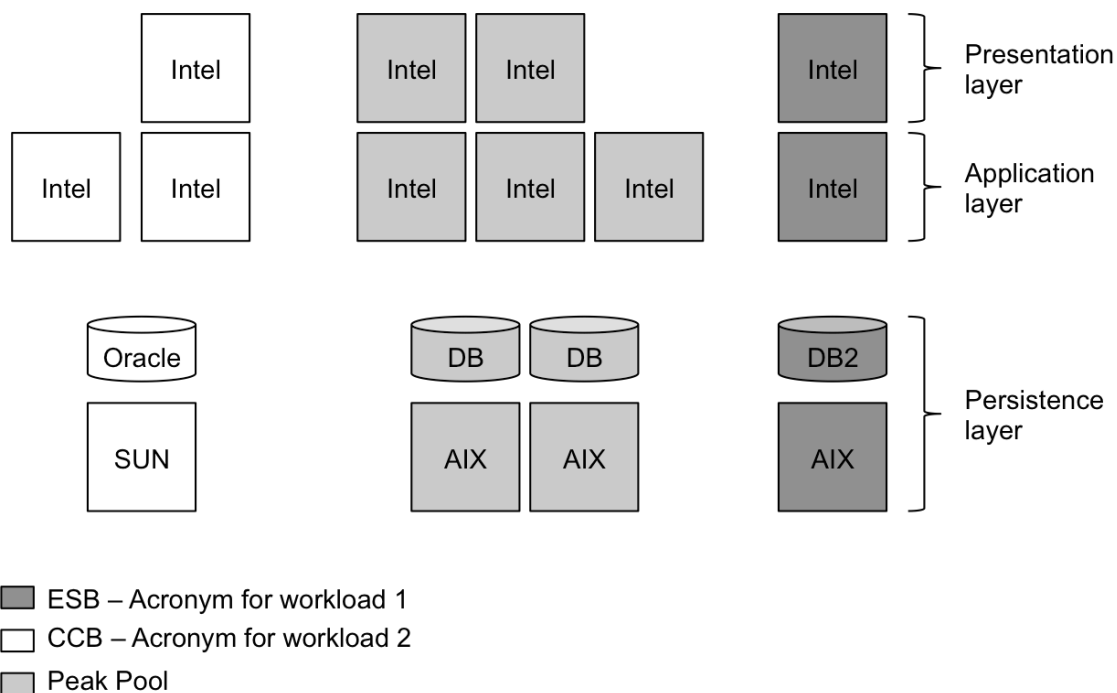 Intel
Intel
Intel
Intel
Presentation
layer
Intel
Intel
Intel
Intel
Intel
Intel
Application
layer
Oracle
DB
DB
DB2
Persistence
layer
SUN
AIX
AIX
AIX
ESB – Acronym for workload 1
CCB – Acronym for workload 2
Peak Pool